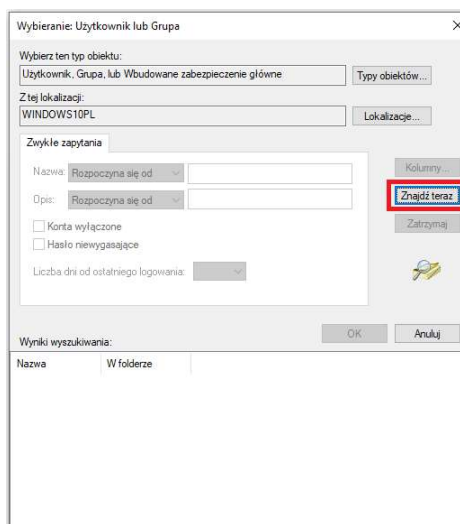 Wybieranie: Użytkownik lub Grupa
Wybierz ten typ obiektu:
Użytkownik, Grupa, lub Wbudowane zabezpieczenie główne
Typy obiektów...
Z tej lokalizacji:
WINDOWS10PL
Lokalizacje...
Zwykłe zapytania
Nazwa: Rozpoczyna się od
Kolumny...
Znajdź teraz
Opis: Rozpoczyna się od
Konta wyłączone
Zatrzymaj
Hasło niewygasające
Liczba dni od ostatniego logowania:
OK Anuluj
Wyniki wyszukiwania:
Nazwa W folderze